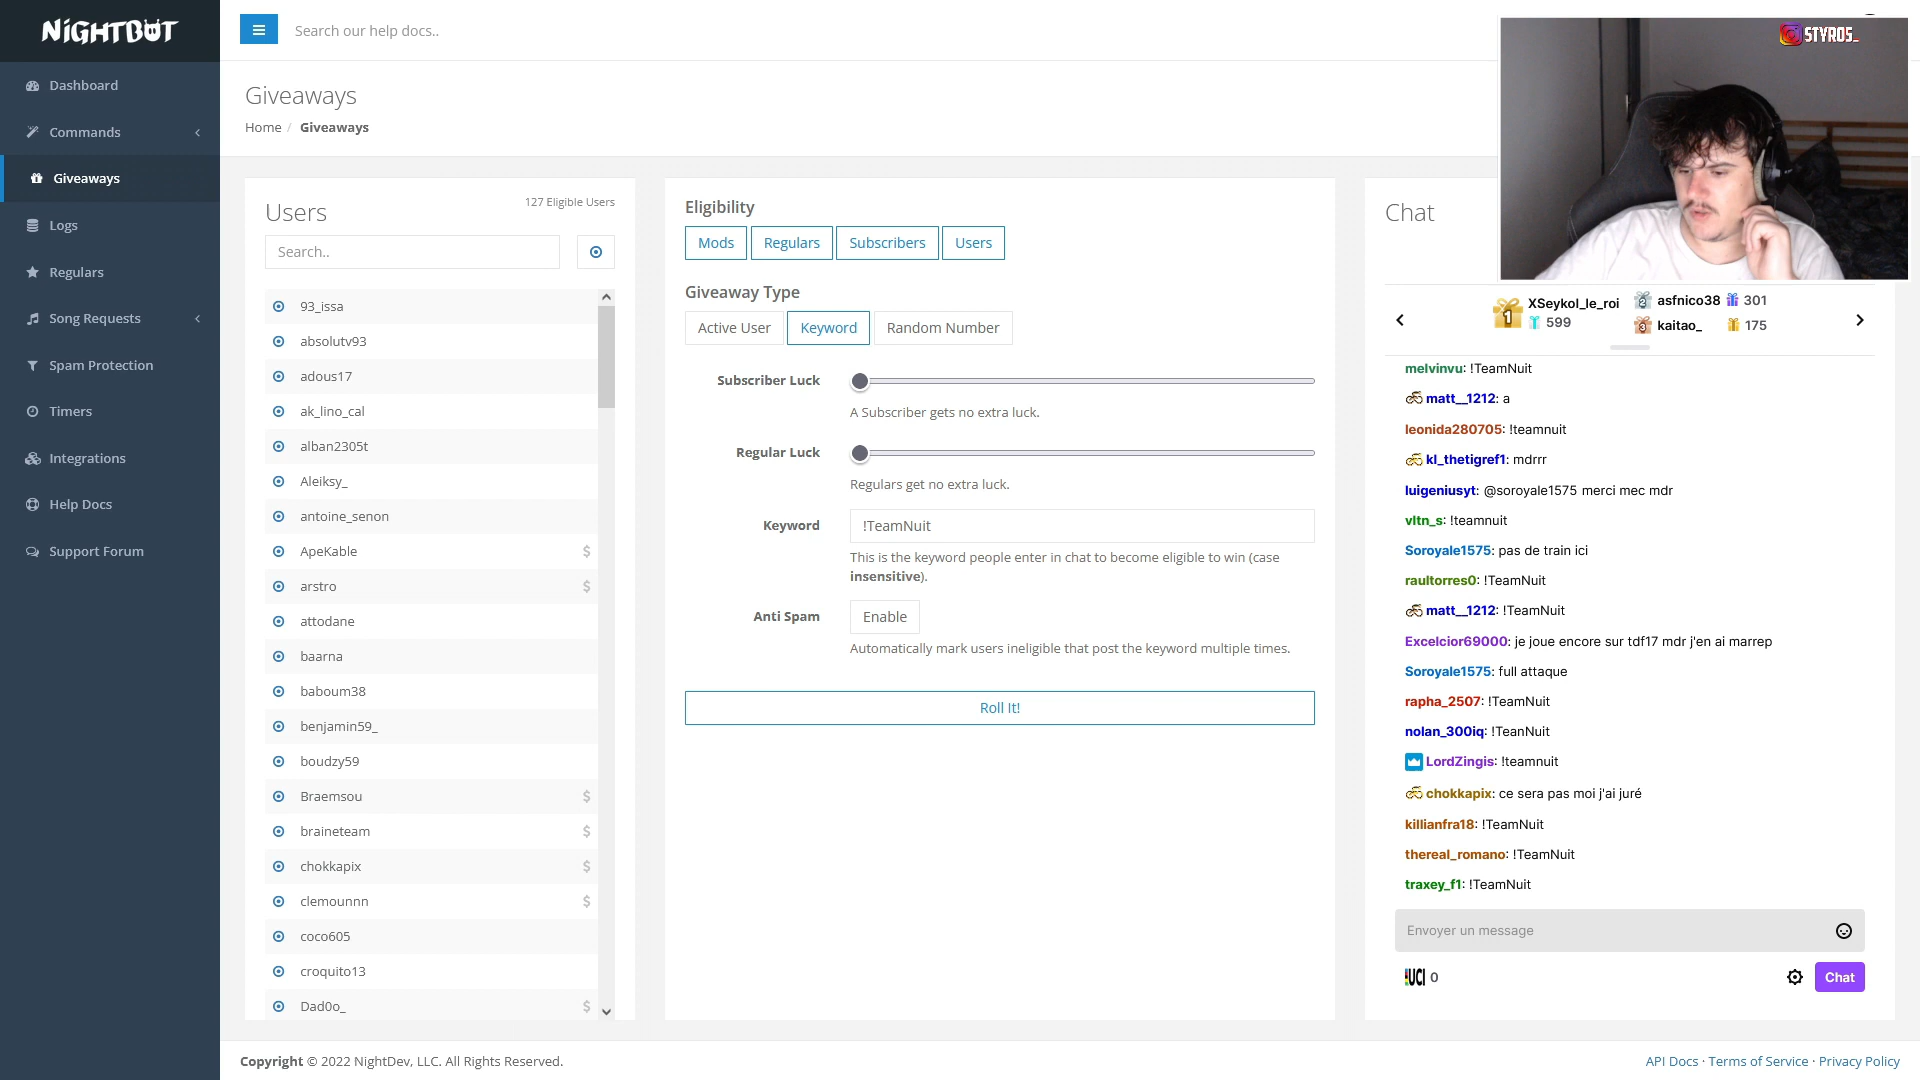 NiGHTBOT
Search our help docs..
STYROS_
Dashboard
Commands
Giveaways
Logs
Regulars
Song Requests
Spam Protection
Timers
Integrations
Help Docs
Support Forum
Giveaways
Home / Giveaways
Users
127 Eligible Users
Search..
93_issa
absolutv93
adous17
ak_lino_cal
alban2305t
Aleiksy_
antoine_senon
ApeKable $
arstro $
attodane
baarna
baboum38
benjamin59_
boudzy59
Braemsou $
braineteam $
chokkapix $
clemounnn $
coco605
croquito13
Dad0o_ $
Eligibility
Mods Regulars Subscribers Users
Giveaway Type
Active User Keyword Random Number
Subscriber Luck
A Subscriber gets no extra luck.
Regular Luck
Regulars get no extra luck.
Keyword !TeamNuit
This is the keyword people enter in chat to become eligible to win (case
insensitive).
Anti Spam Enable
Automatically mark users ineligible that post the keyword multiple times.
Roll It!
Chat
1 XSeykol_le_roi 599
2 asfnico38 301
3 kaitao_ 175
melvinvu: !TeamNuit
matt__1212: a
leonida280705: !teamnuit
kl_thetigref1: mdrrr
luigeniusyt: @soroyale1575 merci mec mdr
vltn_s: !teamnuit
Soroyale1575: pas de train ici
raultorres0: !TeamNuit
matt__1212: !TeamNuit
Excelcior69000: je joue encore sur tdf17 mdr j'en ai marrep
Soroyale1575: full attaque
rapha_2507: !TeamNuit
nolan_300iq: !TeanNuit
LordZingis: !teamnuit
chokkapix: ce sera pas moi j'ai juré
killianfra18: !TeamNuit
thereal_romano: !TeamNuit
traxey_f1: !TeamNuit
Envoyer un message
UCI 0
Chat
Copyright © 2022 NightDev, LLC. All Rights Reserved.
API Docs · Terms of Service · Privacy Policy